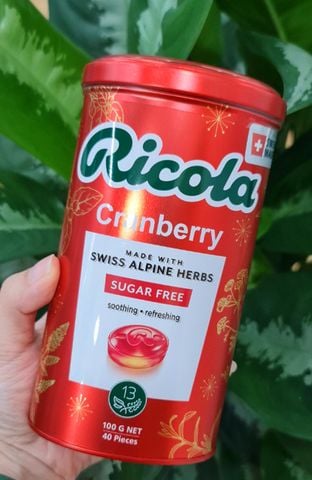 Ricola
Cranberry
MADE WITH
SWISS ALPINE HERBS
SUGAR FREE
soothing • refreshing
13
100 G NET
40 Pieces